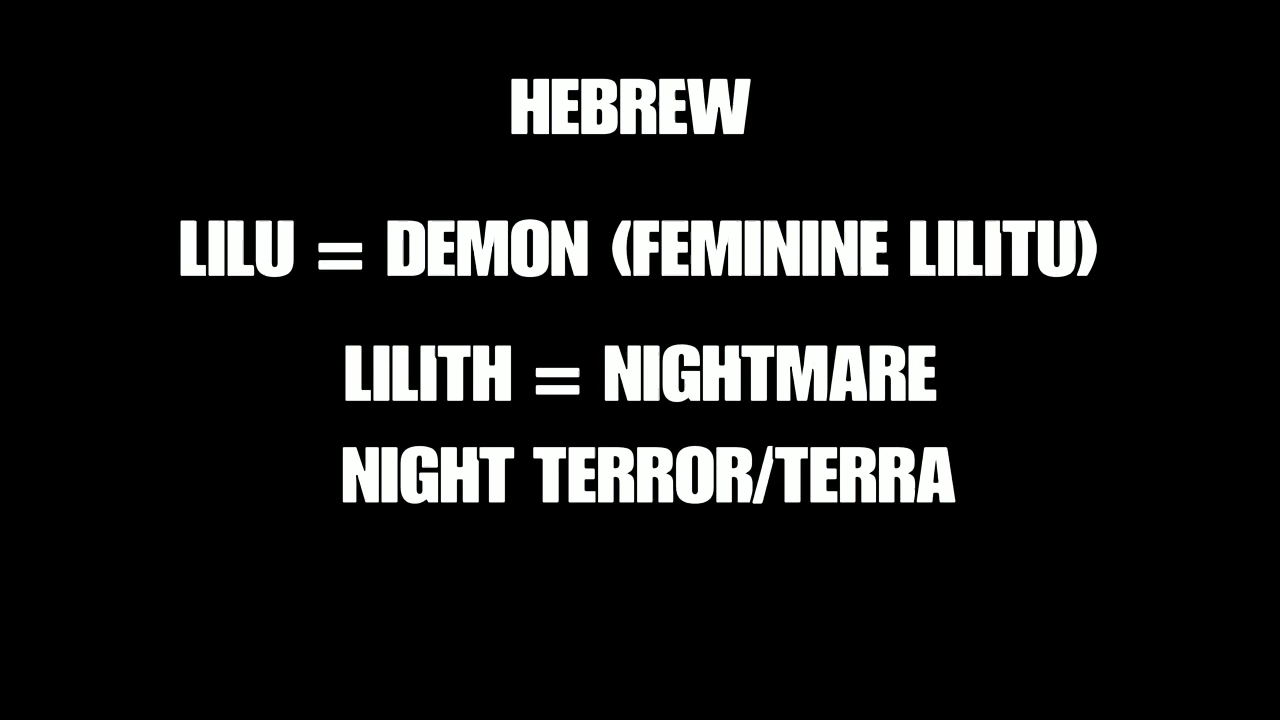 HEBREW
LILU = DEMON (FEMININE LILITU)
LILITH = NIGHTMARE
NIGHT TERROR/TERRA